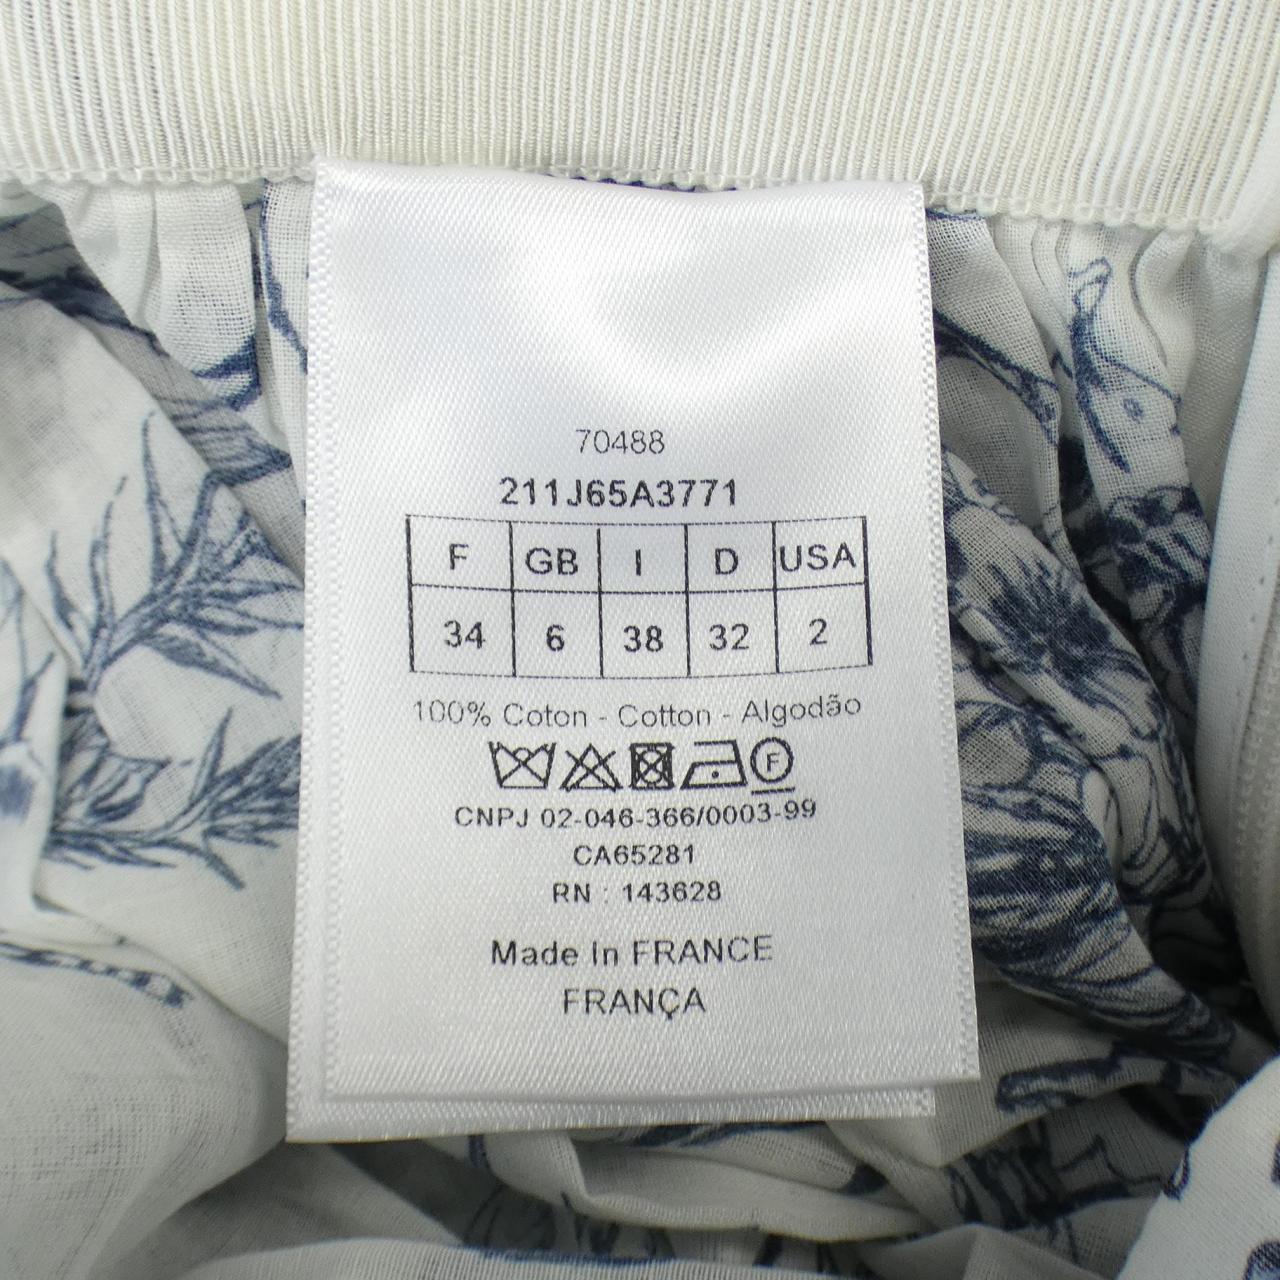 70488
211J65A3771
F GB I D USA
34 6 38 32 2
100% Coton - Cotton - Algodão
F
CNPJ 02-046-366/0003-99
CA65281
RN : 143628
Made In FRANCE
FRANÇA